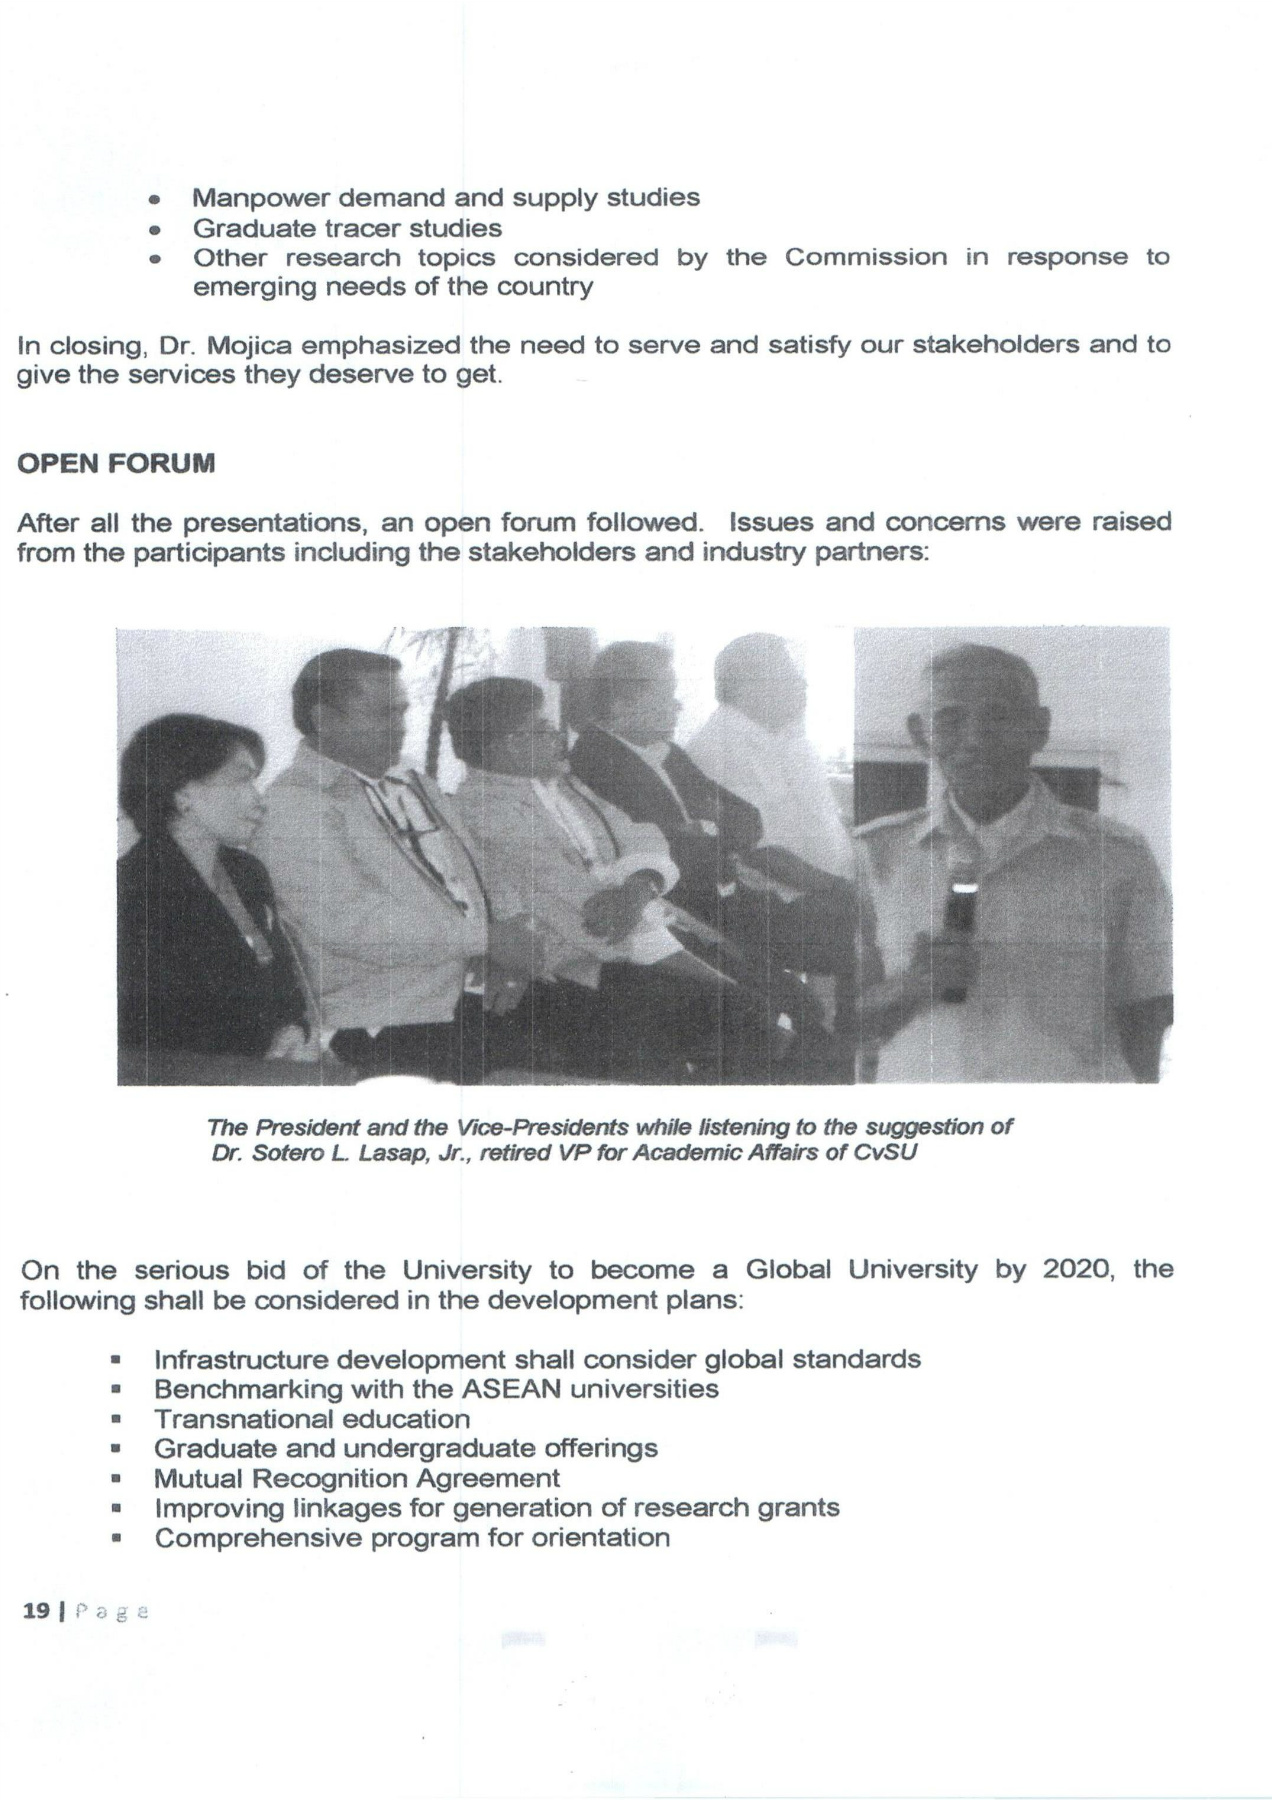 • Manpower demand and supply studies
• Graduate tracer studies
• Other research topics considered by the Commission in response to
emerging needs of the country
In closing, Dr. Mojica emphasized the need to serve and satisfy our stakeholders and to
give the services they deserve to get.
OPEN FORUM
After all the presentations, an open forum followed. Issues and concerns were raised
from the participants including the stakeholders and industry partners:
The President and the Vice-Presidents while listening to the suggestion of
Dr. Sotero L. Lasap, Jr., retired VP for Academic Affairs of CvSU
On the serious bid of the University to become a Global University by 2020, the
following shall be considered in the development plans:
▪ Infrastructure development shall consider global standards
▪ Benchmarking with the ASEAN universities
▪ Transnational education
▪ Graduate and undergraduate offerings
▪ Mutual Recognition Agreement
▪ Improving linkages for generation of research grants
▪ Comprehensive program for orientation
19 | Page